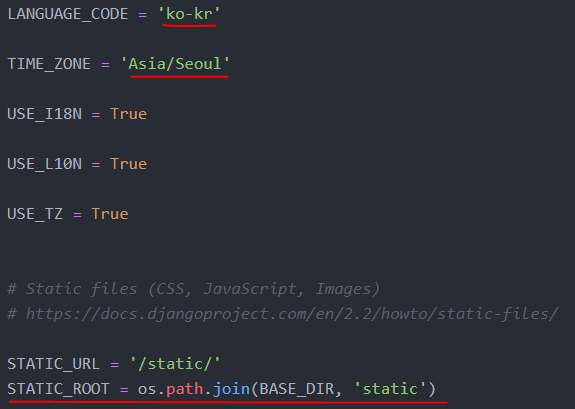 LANGUAGE_CODE = 'ko-kr'
TIME_ZONE = 'Asia/Seoul'
USE_I18N = True
USE_L10N = True
USE_TZ = True
# Static files (CSS, JavaScript, Images)
# https://docs.djangoproject.com/en/2.2/howto/static-files/
STATIC_URL = '/static/'
STATIC_ROOT = os.path.join(BASE_DIR, 'static')